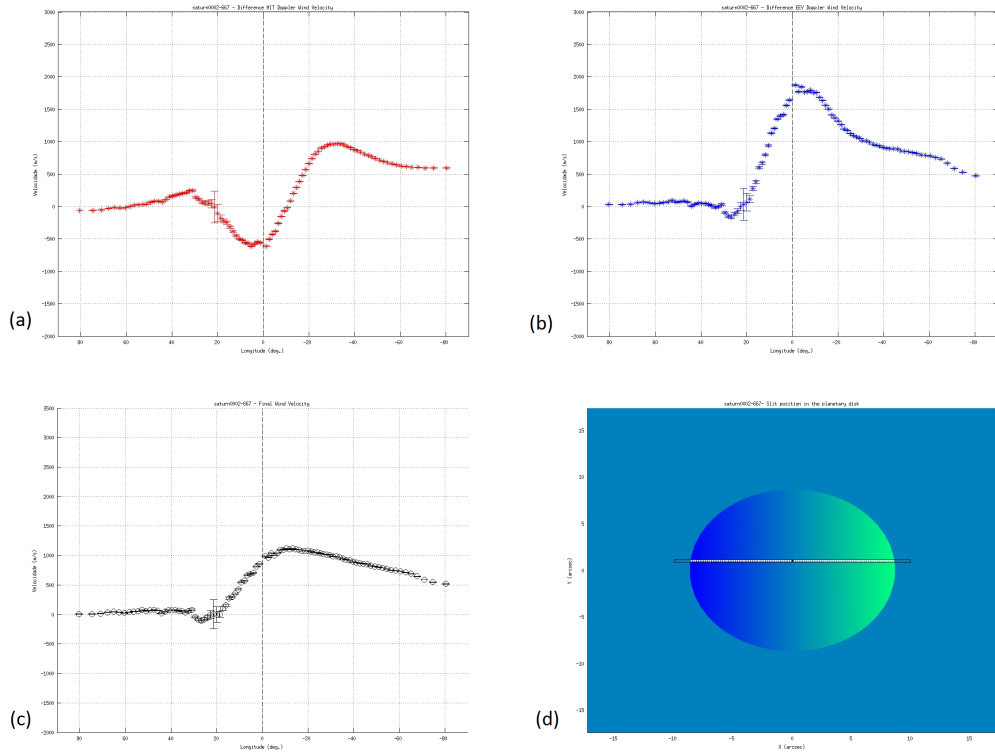 saturn0002-667 - Difference MIT Doppler Wind Velocity
3000
2500
2000
1500
1000
500
0
-500
-1000
-1500
-2000
Velocidade (m/s)
80 60 40 20 0 -20 -40 -60 -80
Longitude (deg.)
(a)
saturn0002-667 - Difference EEV Doppler Wind Velocity
3000
2500
2000
1500
1000
500
0
-500
-1000
-1500
-2000
Velocidade (m/s)
80 60 40 20 0 -20 -40 -60 -80
Longitude (deg.)
(b)
saturn0002-667 - Final Wind Velocity
3500
3000
2500
2000
1500
1000
500
0
-500
-1000
-1500
-2000
Velocidade (m/s)
80 60 40 20 0 -20 -40 -60 -80
Longitude (deg.)
(c)
saturn0002-667- Slit position in the planetary disk
15
10
5
0
-5
-10
-15
Y (arcsec)
-15 -10 -5 0 5 10 15
X (arcsec)
(d)